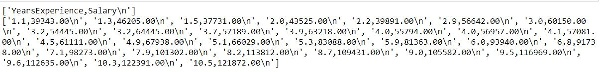 ['YearsExperience,Salary\n']
['1.1,39343.00\n', '1.3,46205.00\n', '1.5,37731.00\n', '2.0,43525.00\n', '2.2,39891.00\n', '2.9,56642.00\n', '3.0,60150.00
\n', '3.2,54445.00\n', '3.2,64445.00\n', '3.7,57189.00\n', '3.9,63218.00\n', '4.0,55794.00\n', '4.0,56957.00\n', '4.1,57081.
00\n', '4.5,61111.00\n', '4.9,67938.00\n', '5.1,66029.00\n', '5.3,83088.00\n', '5.9,81363.00\n', '6.0,93940.00\n', '6.8,9173
8.00\n', '7.1,98273.00\n', '7.9,101302.00\n', '8.2,113812.00\n', '8.7,109431.00\n', '9.0,105582.00\n', '9.5,116969.00\n',
'9.6,112635.00\n', '10.3,122391.00\n', '10.5,121872.00\n']